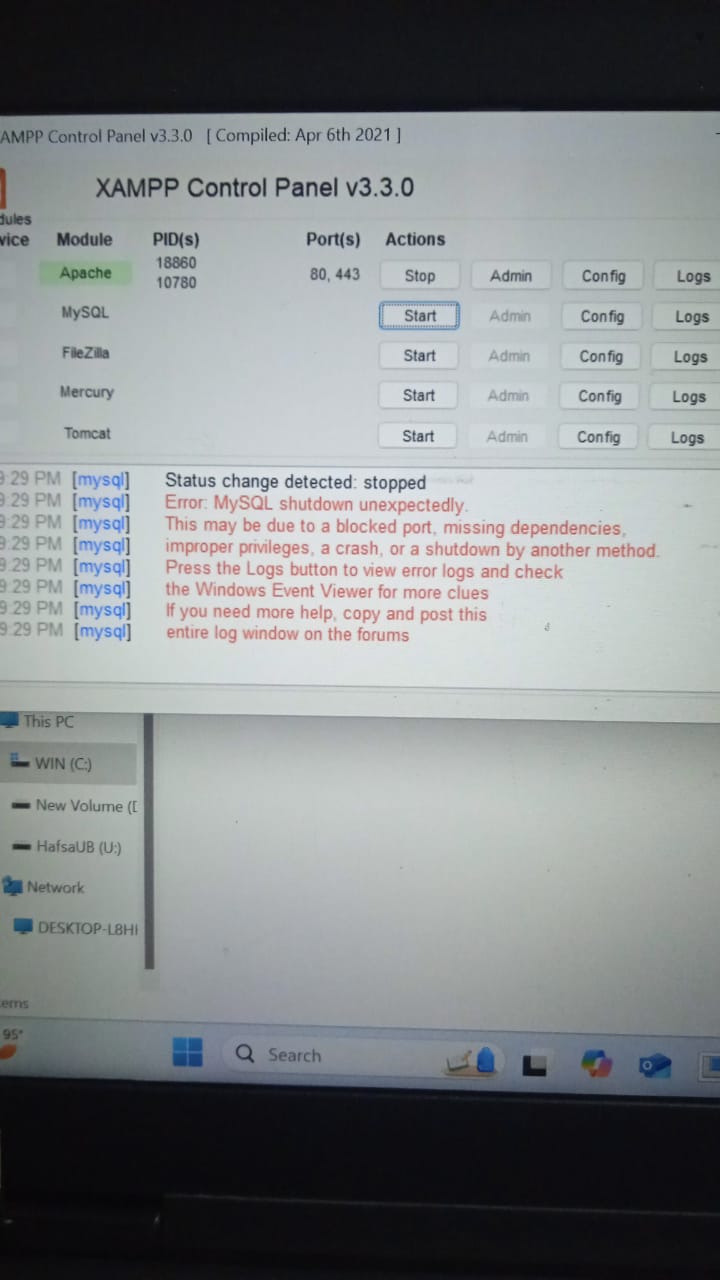 AMPP Control Panel v3.3.0 [ Compiled: Apr 6th 2021 ]
XAMPP Control Panel v3.3.0
dules
vice Module PID(s) Port(s) Actions
Apache 18860 10780 80, 443 Stop Admin Config Logs
MySQL Start Admin Config Logs
FileZilla Start Admin Config Logs
Mercury Start Admin Config Logs
Tomcat Start Admin Config Logs
9:29 PM [mysql] Status change detected: stopped
9:29 PM [mysql] Error: MySQL shutdown unexpectedly.
9:29 PM [mysql] This may be due to a blocked port, missing dependencies,
9:29 PM [mysql] improper privileges, a crash, or a shutdown by another method.
9:29 PM [mysql] Press the Logs button to view error logs and check
9:29 PM [mysql] the Windows Event Viewer for more clues
9:29 PM [mysql] If you need more help, copy and post this
9:29 PM [mysql] entire log window on the forums
This PC
WIN (C:)
New Volume (
HafsaUB (U:)
Network
DESKTOP-L8H
ems
95°
Search